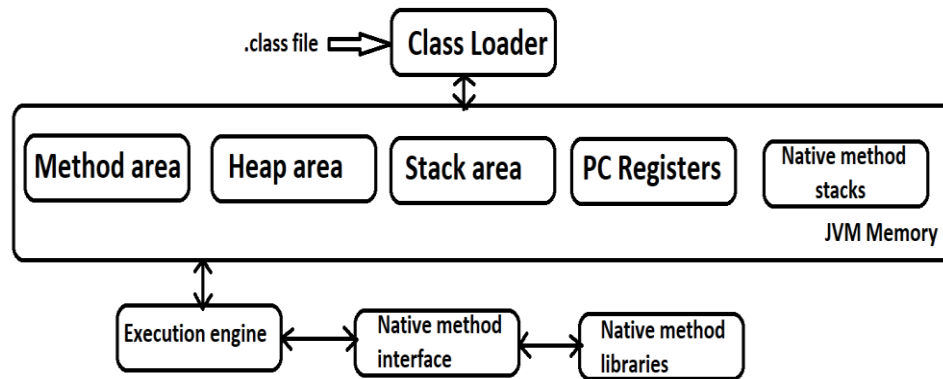 .class file
Class Loader
Method area
Heap area
Stack area
PC Registers
Native method
stacks
JVM Memory
Execution engine
Native method
interface
Native method
libraries